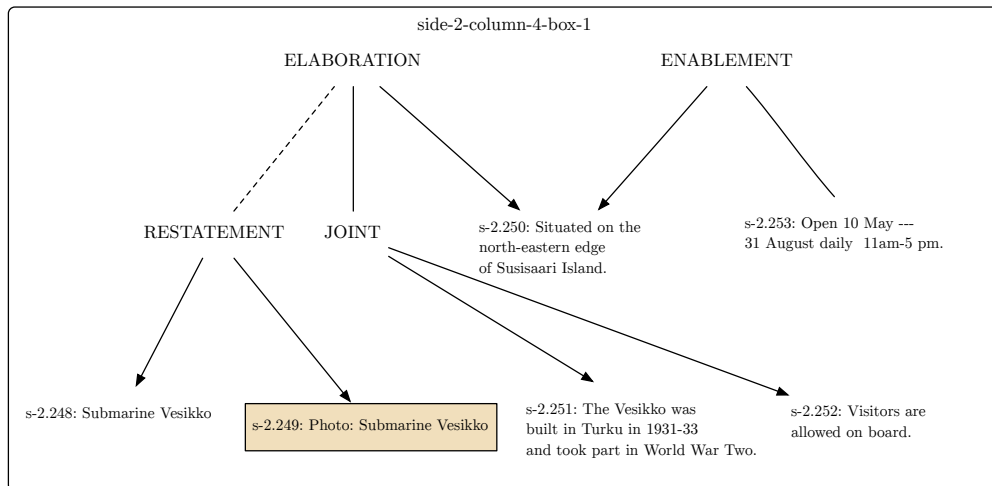 side-2-column-4-box-1
ELABORATION
ENABLEMENT
RESTATEMENT
JOINT
s-2.250: Situated on the
north-eastern edge
of Susisaari Island.
s-2.253: Open 10 May ---
31 August daily 11am-5 pm.
s-2.248: Submarine Vesikko
s-2.249: Photo: Submarine Vesikko
s-2.251: The Vesikko was
built in Turku in 1931-33
and took part in World War Two.
s-2.252: Visitors are
allowed on board.